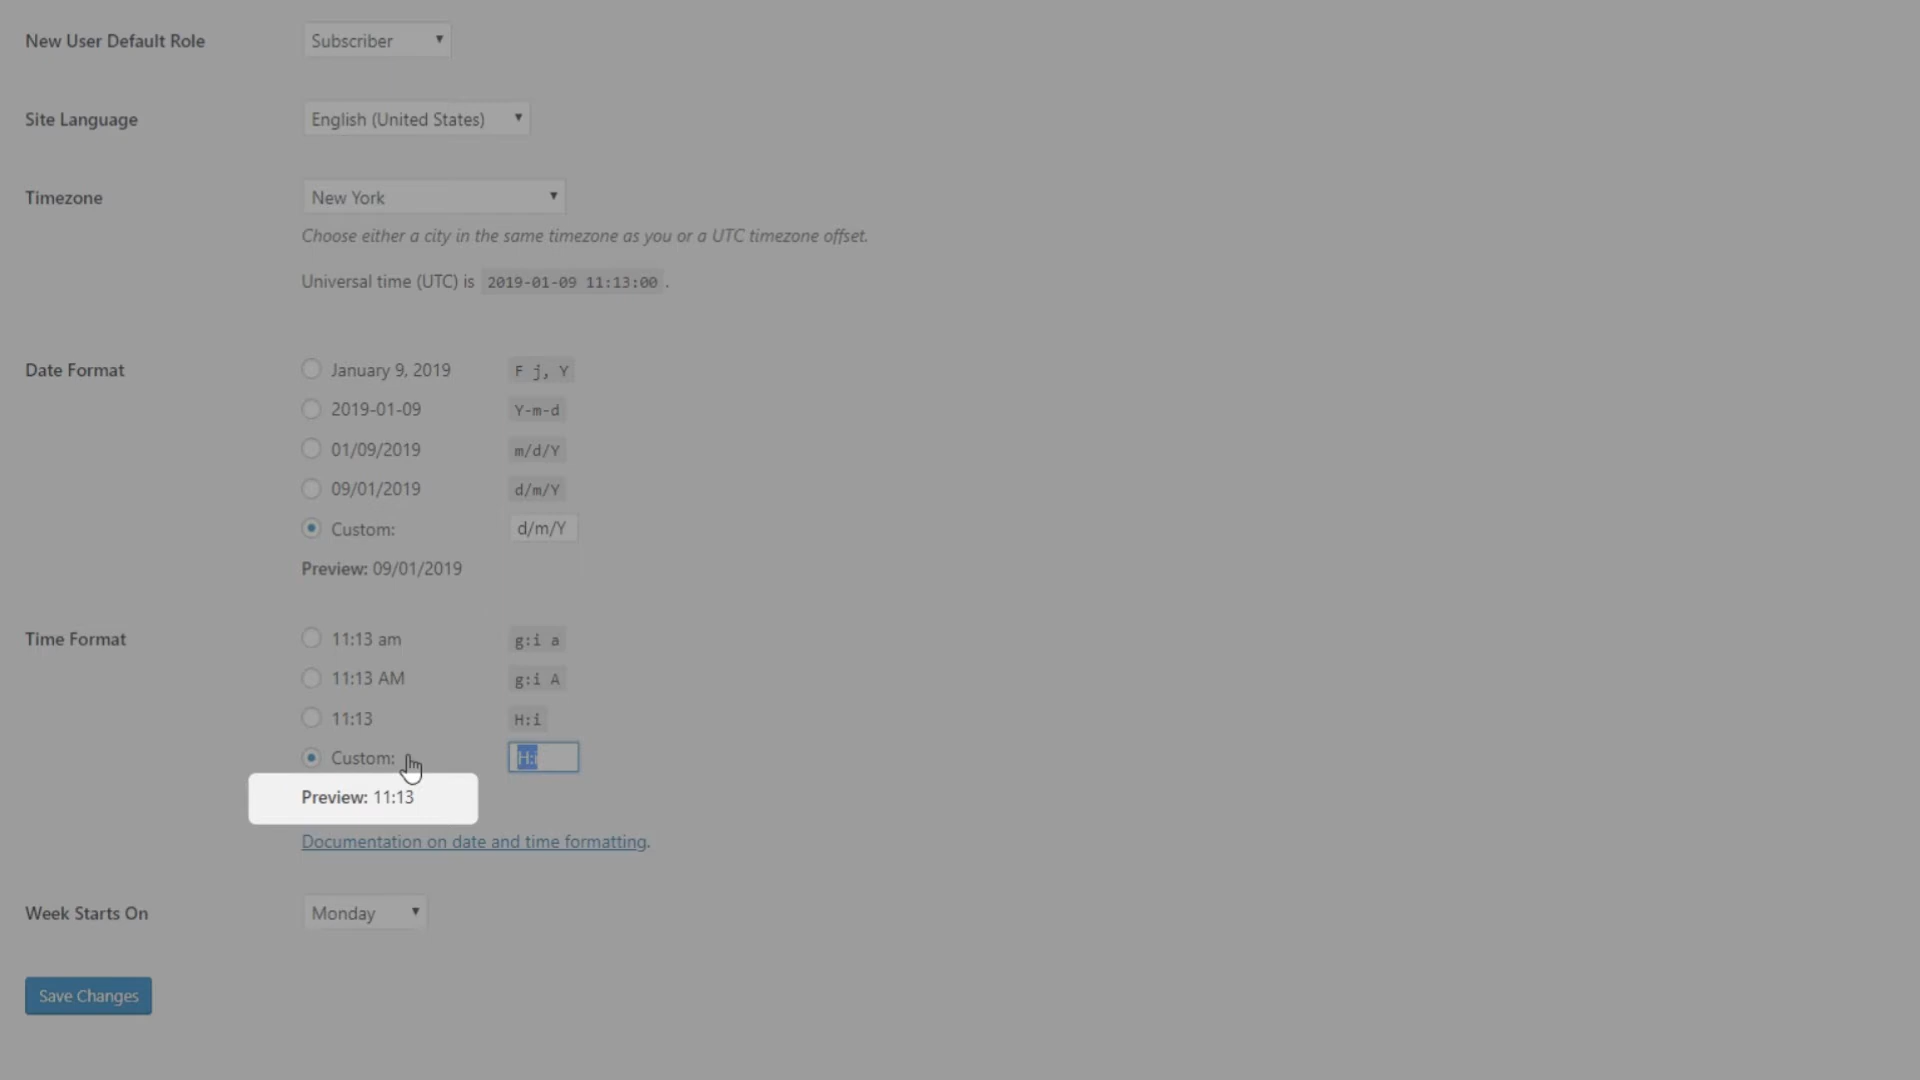 New User Default Role Subscriber
Site Language English (United States)
Timezone New York
Choose either a city in the same timezone as you or a UTC timezone offset.
Universal time (UTC) is 2019-01-09 11:13:00 .
Date Format January 9, 2019 F j, Y
2019-01-09 Y-m-d
01/09/2019 m/d/Y
09/01/2019 d/m/Y
Custom: d/m/Y
Preview: 09/01/2019
Time Format 11:13 am g:i a
11:13 AM g:i A
11:13 H:i
Custom: H:i
Preview: 11:13
Documentation on date and time formatting.
Week Starts On Monday
Save Changes